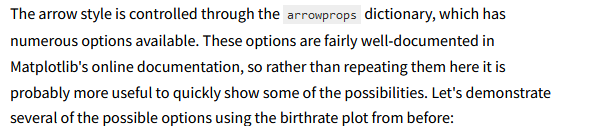 The arrow style is controlled through the arrowprops dictionary, which has
numerous options available. These options are fairly well-documented in
Matplotlib's online documentation, so rather than repeating them here it is
probably more useful to quickly show some of the possibilities. Let's demonstrate
several of the possible options using the birthrate plot from before: